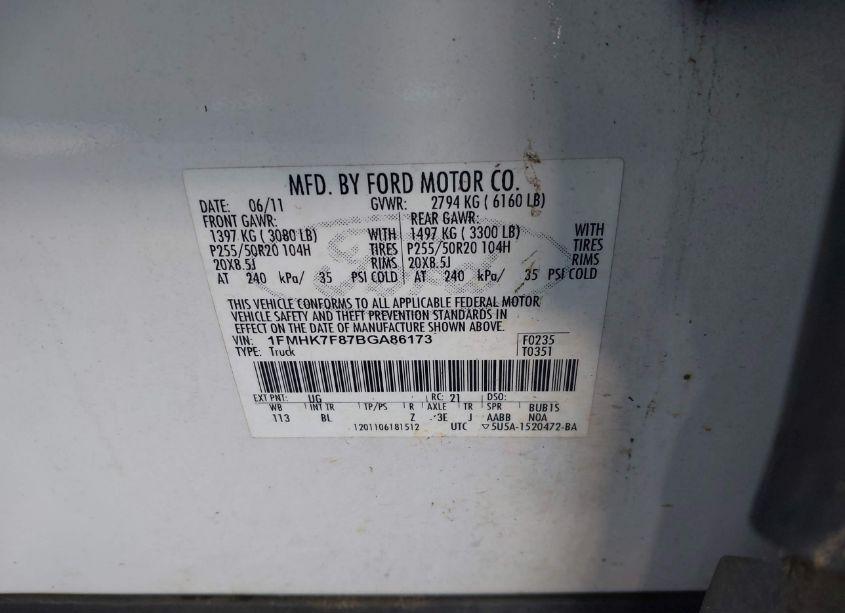 MFD. BY FORD MOTOR CO.
DATE: 06/11 GVWR: 2794 KG ( 6160 LB)
FRONT GAWR: REAR GAWR:
1397 KG ( 3080 LB) WITH 1497 KG ( 3300 LB) WITH
P255/50R20 104H TIRES P255/50R20 104H TIRES
20X8.5J RIMS 20X8.5J RIMS
AT 240 kPa/ 35 PSI COLD AT 240 kPa/ 35 PSI COLD
THIS VEHICLE CONFORMS TO ALL APPLICABLE FEDERAL MOTOR
VEHICLE SAFETY AND THEFT PREVENTION STANDARDS IN
EFFECT ON THE DATE OF MANUFACTURE SHOWN ABOVE.
VIN: 1FMHK7F87BGA86173 F0235
TYPE: Truck T0351
EXT PNT: UG RC: 21 DSO:
WB INT TR TP/PS R AXLE TR SPR BUB1S
113 BL Z 3E J AABB NOA
1201106181512 UTC ▽5U5A-1520472-BA